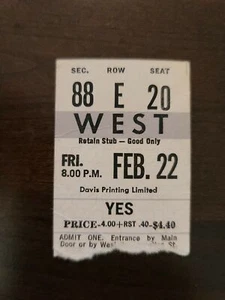 SEC. ROW SEAT
88 E 20
WEST
Retain Stub — Good Only
FRI. FEB. 22
8.00 P.M.
Davis Printing Limited
YES
PRICE-4.00+RST .40-$4.40
ADMIT ONE. Entrance by Main
Door or by West St.